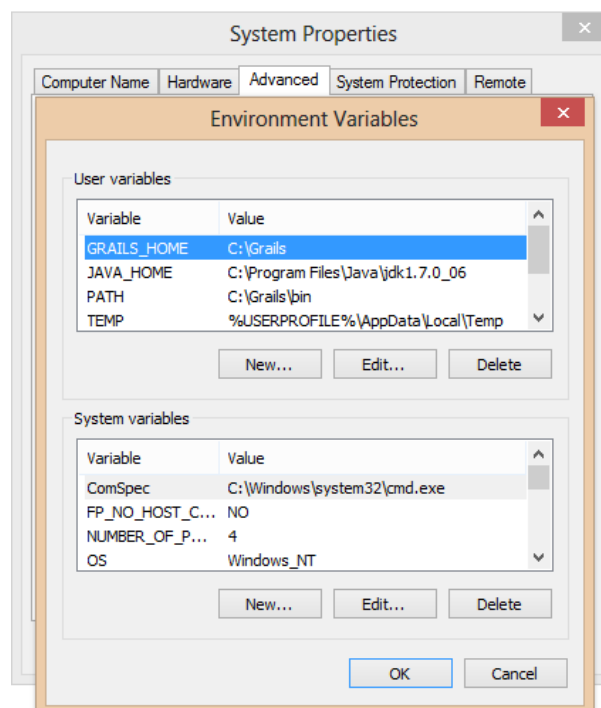 System Properties
Computer Name Hardware Advanced System Protection Remote
Environment Variables
User variables
Variable Value
GRAILS_HOME C:\Grails
JAVA_HOME C:\Program Files\Java\jdk1.7.0_06
PATH C:\Grails\bin
TEMP %USERPROFILE%\AppData\Local\Temp
New... Edit... Delete
System variables
Variable Value
ComSpec C:\Windows\system32\cmd.exe
FP_NO_HOST_C... NO
NUMBER_OF_P... 4
OS Windows_NT
New... Edit... Delete
OK Cancel